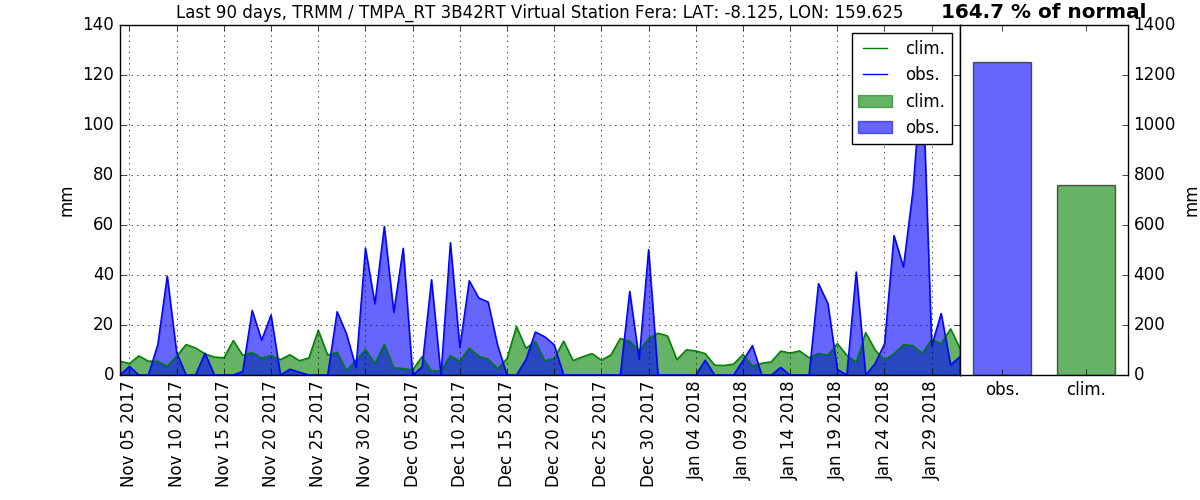 Last 90 days, TRMM / TMPA_RT 3B42RT Virtual Station Fera: LAT: -8.125, LON: 159.625
164.7 % of normal
140
120
100
80
60
40
20
0
mm
clim.
obs.
clim.
obs.
1400
1200
1000
800
600
400
200
0
mm
Nov 05 2017
Nov 10 2017
Nov 15 2017
Nov 20 2017
Nov 25 2017
Nov 30 2017
Dec 05 2017
Dec 10 2017
Dec 15 2017
Dec 20 2017
Dec 25 2017
Dec 30 2017
Jan 04 2018
Jan 09 2018
Jan 14 2018
Jan 19 2018
Jan 24 2018
Jan 29 2018
obs.
clim.